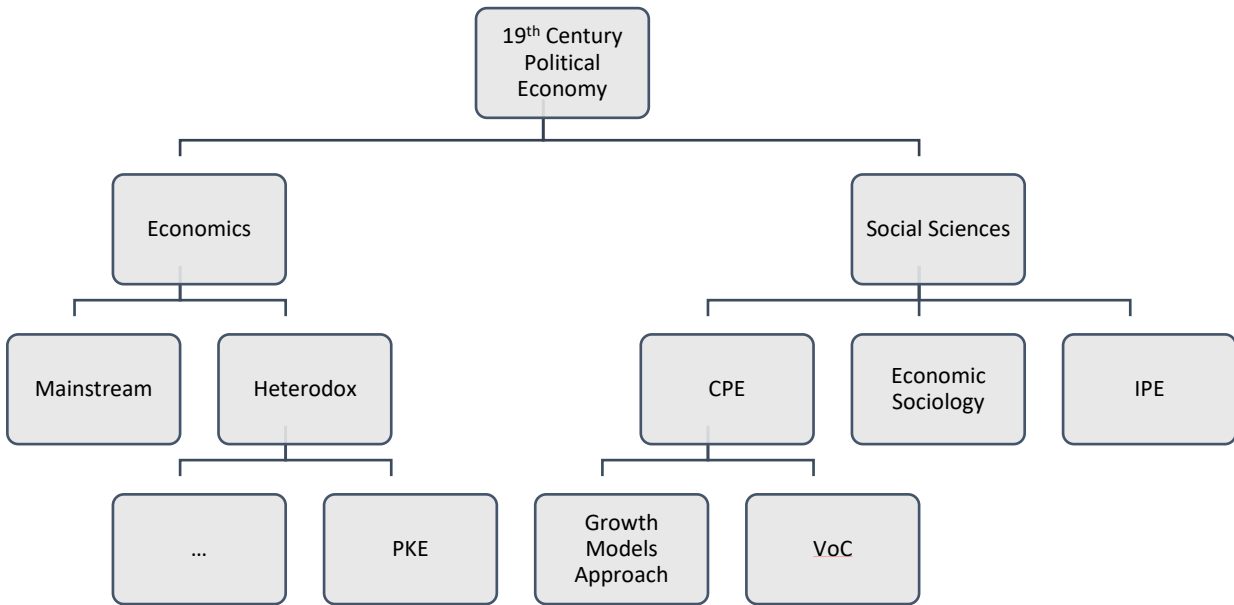 19th Century
Political
Economy
Economics
Social Sciences
Mainstream
Heterodox
CPE
Economic
Sociology
IPE
...
PKE
Growth
Models
Approach
VoC